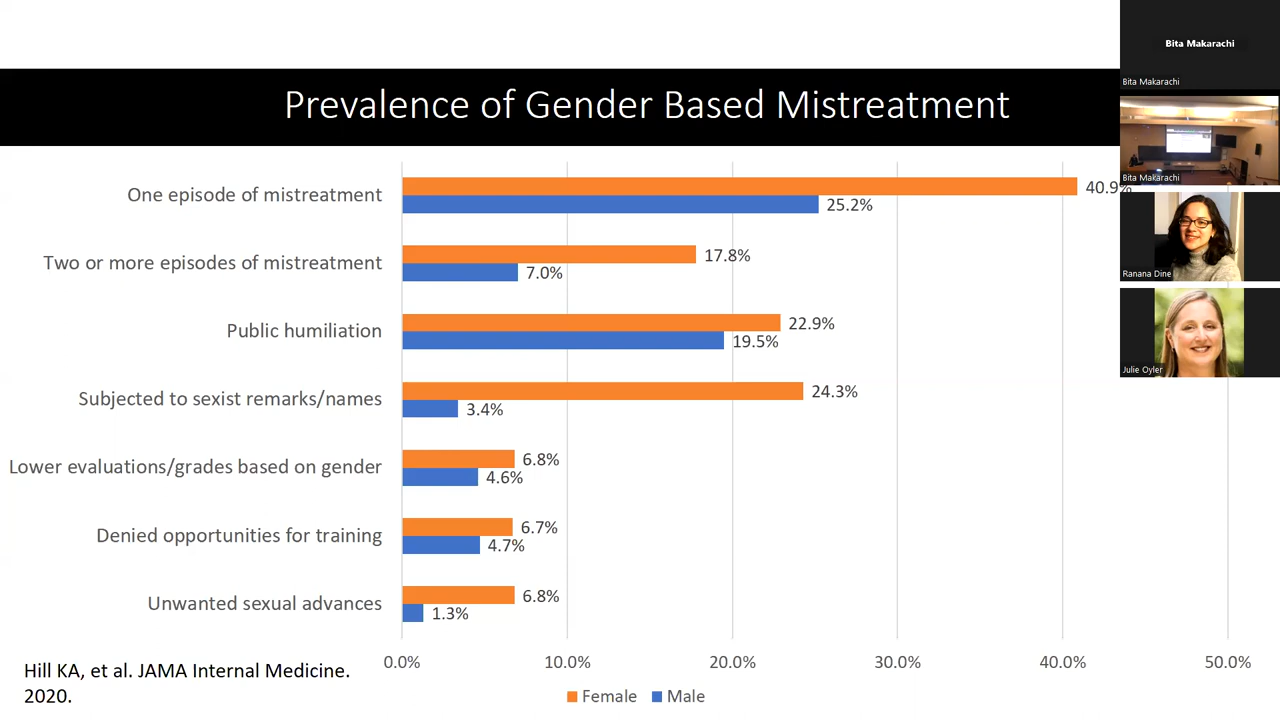 Prevalence of Gender Based Mistreatment
One episode of mistreatment
40.9%
25.2%
Two or more episodes of mistreatment
17.8%
7.0%
Public humiliation
22.9%
19.5%
Subjected to sexist remarks/names
24.3%
3.4%
Lower evaluations/grades based on gender
6.8%
4.6%
Denied opportunities for training
6.7%
4.7%
Unwanted sexual advances
6.8%
1.3%
0.0% 10.0% 20.0% 30.0% 40.0% 50.0%
Female Male
Hill KA, et al. JAMA Internal Medicine.
2020.
Bita Makarachi
Bita Makarachi
Bita Makarachi
Ranana Dine
Julie Oyler